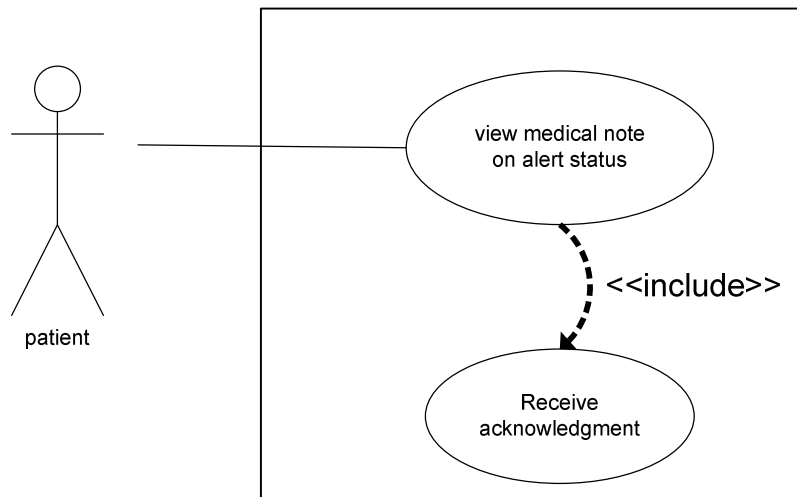 view medical note
on alert status
<<include>>
patient
Receive
acknowledgment